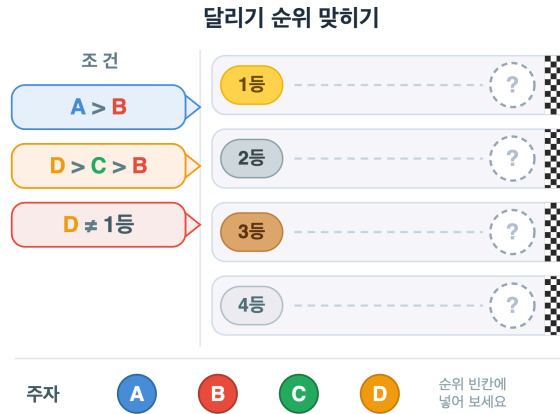 달리기 순위 맞히기
조 건
A > B
D > C > B
D ≠ 1등
1등
?
2등
?
3등
?
4등
?
주자
A
B
C
D
순위 빈칸에
넣어 보세요